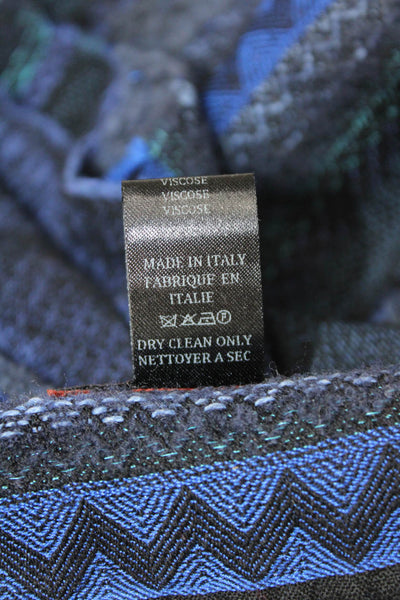 VISCOSE
VISCOSE
VISCOSE
MADE IN ITALY
FABRIQUE EN
ITALIE
DRY CLEAN ONLY
NETTOYER A SEC